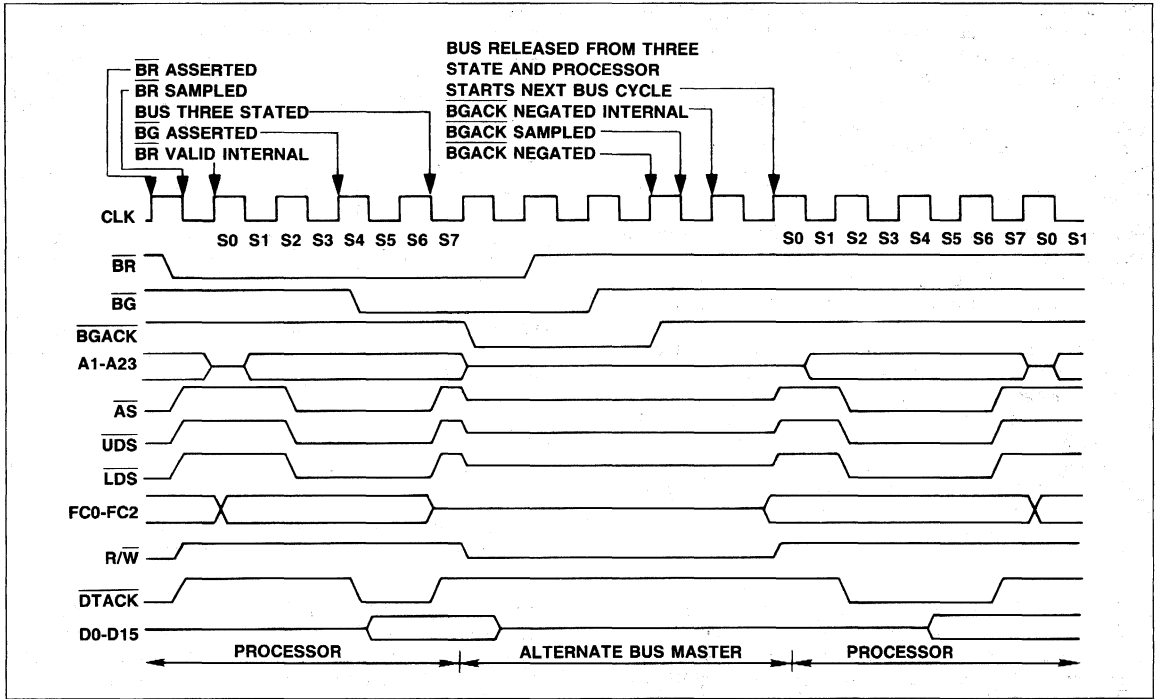 BR ASSERTED
BR SAMPLED
BUS THREE STATED
BG ASSERTED
BR VALID INTERNAL
BUS RELEASED FROM THREE
STATE AND PROCESSOR
STARTS NEXT BUS CYCLE
BGACK NEGATED INTERNAL
BGACK SAMPLED
BGACK NEGATED
CLK
S0 S1 S2 S3 S4 S5 S6 S7 S0 S1 S2 S3 S4 S5 S6 S7 S0 S1
BR
BG
BGACK
A1-A23
AS
UDS
LDS
FC0-FC2
R/W
DTACK
D0-D15
PROCESSOR ALTERNATE BUS MASTER PROCESSOR